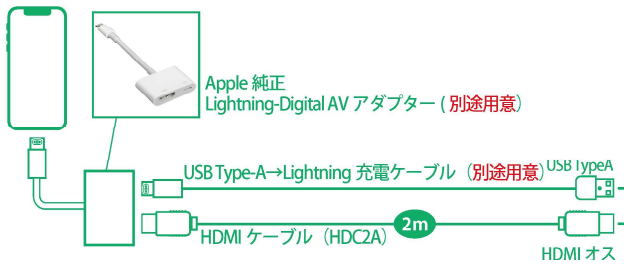 Apple 純正
Lightning-Digital AV アダプター ( 別途用意)
USB Type-A→Lightning 充電ケーブル（別途用意）
USB TypeA
HDMI ケーブル（HDC2A）
2m
HDMI オス